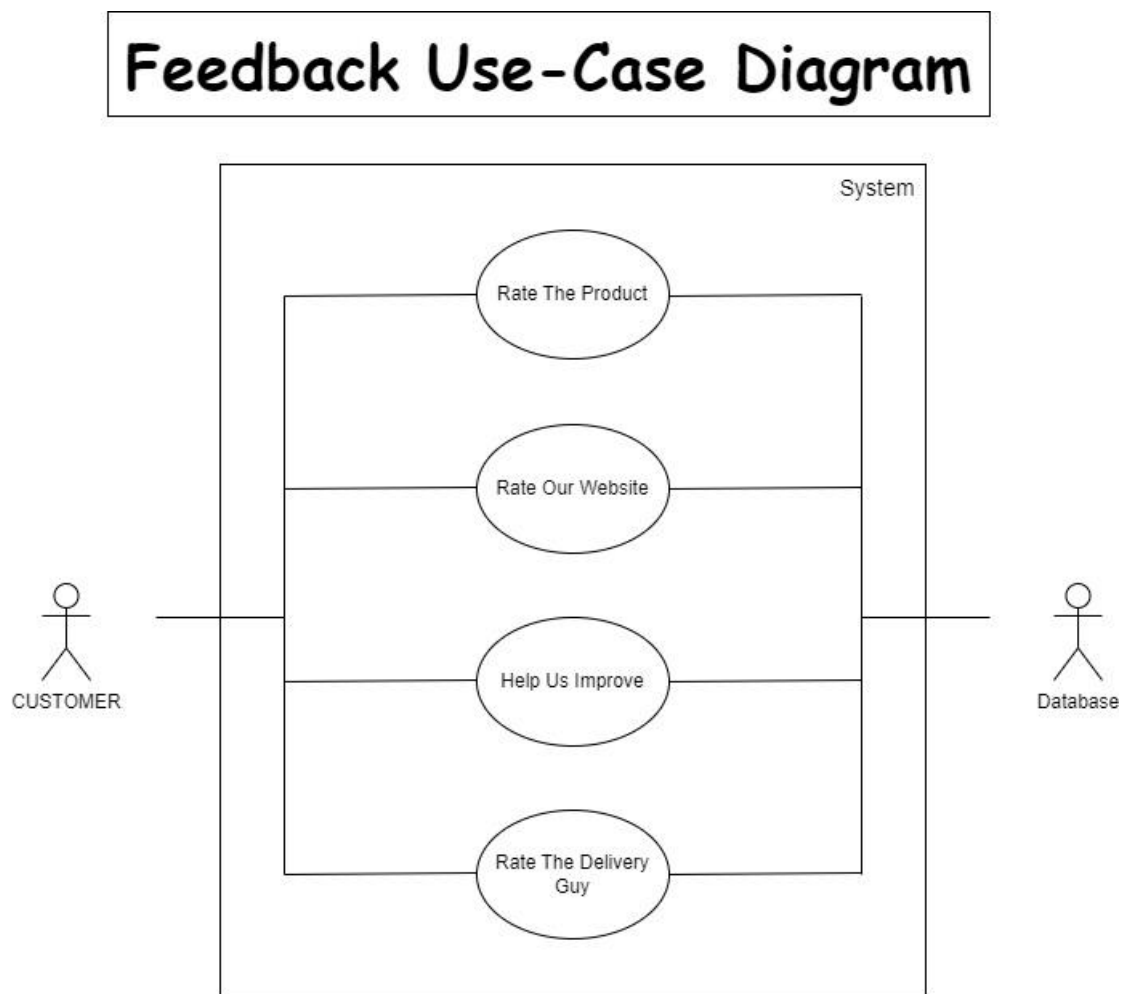 Feedback Use-Case Diagram
System
Rate The Product
Rate Our Website
CUSTOMER
Help Us Improve
Database
Rate The Delivery
Guy